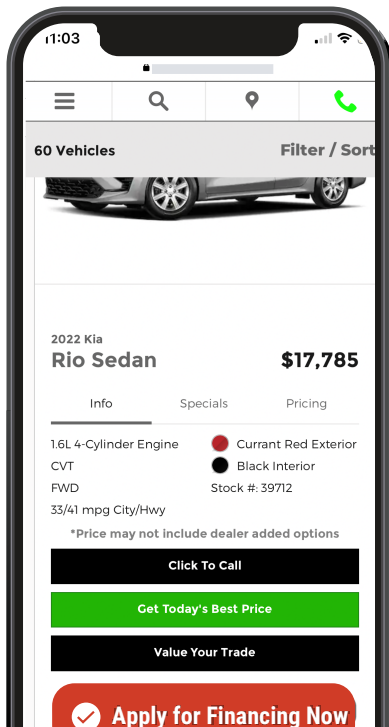 11:03
60 Vehicles Filter / Sort
2022 Kia
Rio Sedan $17,785
Info Specials Pricing
1.6L 4-Cylinder Engine Currant Red Exterior
CVT Black Interior
FWD Stock #: 39712
33/41 mpg City/Hwy
*Price may not include dealer added options
Click To Call
Get Today's Best Price
Value Your Trade
Apply for Financing Now